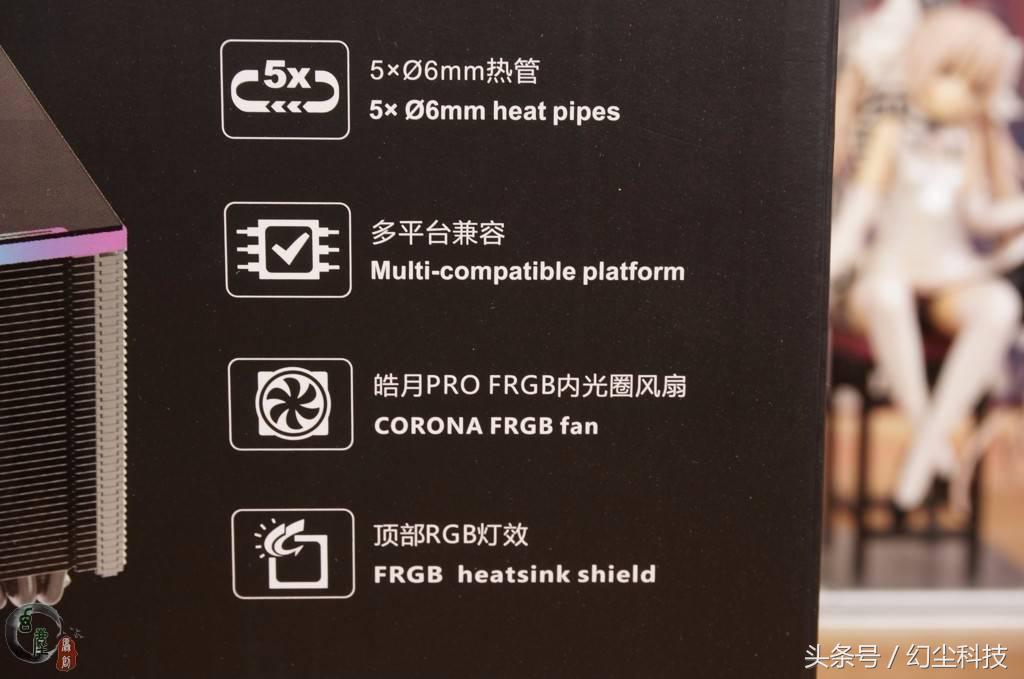 5x
5×Ø6mm热管
5× Ø6mm heat pipes
多平台兼容
Multi-compatible platform
皓月PRO FRGB内光圈风扇
CORONA FRGB fan
顶部RGB灯效
FRGB heatsink shield
头条号 / 幻尘科技